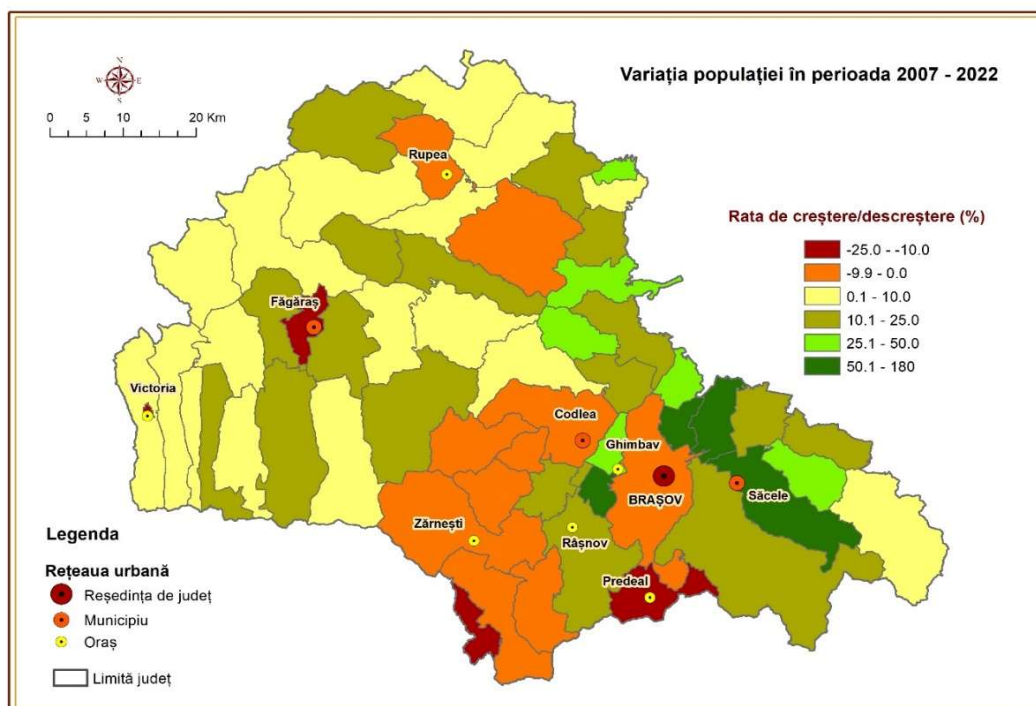 Variația populației în perioada 2007 - 2022
N
W E
S
0 5 10 20 Km
Rata de creștere/descreștere (%)
-25.0 - -10.0
-9.9 - 0.0
0.1 - 10.0
10.1 - 25.0
25.1 - 50.0
50.1 - 180
Rupea
Făgăraș
Victoria
Codlea
Ghimbav
BRAȘOV
Săcele
Zărnești
Râșnov
Predeal
Legenda
Rețeaua urbană
Reședința de județ
Municipiu
Oraș
Limită județ